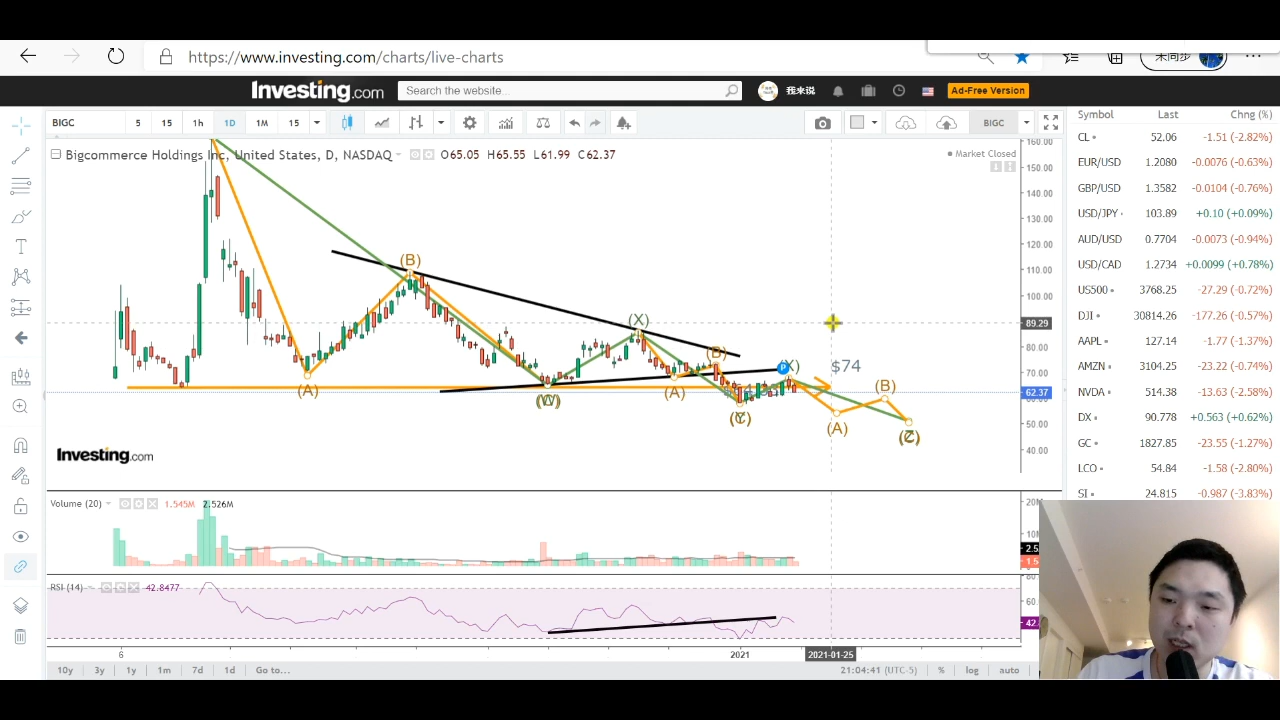 https://www.investing.com/charts/live-charts
未同步
Investing.com
Search the website...
我来说
Ad-Free Version
BIGC
5
15
1h
1D
1M
15
BIGC
Bigcommerce Holdings Inc, United States, D, NASDAQ
O65.05 H65.55 L61.99 C62.37
Market Closed
160.00
150.00
140.00
130.00
120.00
110.00
100.00
89.29
80.00
70.00
62.37
50.00
40.00
(A)
(B)
(W)
(X)
(A)
(B)
(X)
$74
(A)
(B)
Investing.com
Volume (20)
1.545M 2.526M
RSI (14)
42.8477
60.
6
2021
2021-01-25
10y 3y 1y 1m 7d 1d Go to...
21:04:41 (UTC-5)
%
log
auto
Symbol Last Chg (%)
CL 52.06 -1.51 (-2.82%)
EUR/USD 1.2080 -0.0076 (-0.63%)
GBP/USD 1.3582 -0.0104 (-0.76%)
USD/JPY 103.89 +0.10 (+0.09%)
AUD/USD 0.7704 -0.0073 (-0.94%)
USD/CAD 1.2734 +0.0099 (+0.78%)
US500 3768.25 -27.29 (-0.72%)
DJI 30814.26 -177.26 (-0.57%)
AAPL 127.14 -1.77 (-1.37%)
AMZN 3104.25 -23.22 (-0.74%)
NVDA 514.38 -13.63 (-2.58%)
DX 90.778 +0.563 (+0.62%)
GC 1827.85 -23.55 (-1.27%)
LCO 54.84 -1.58 (-2.80%)
SI 24.815 -0.987 (-3.83%)